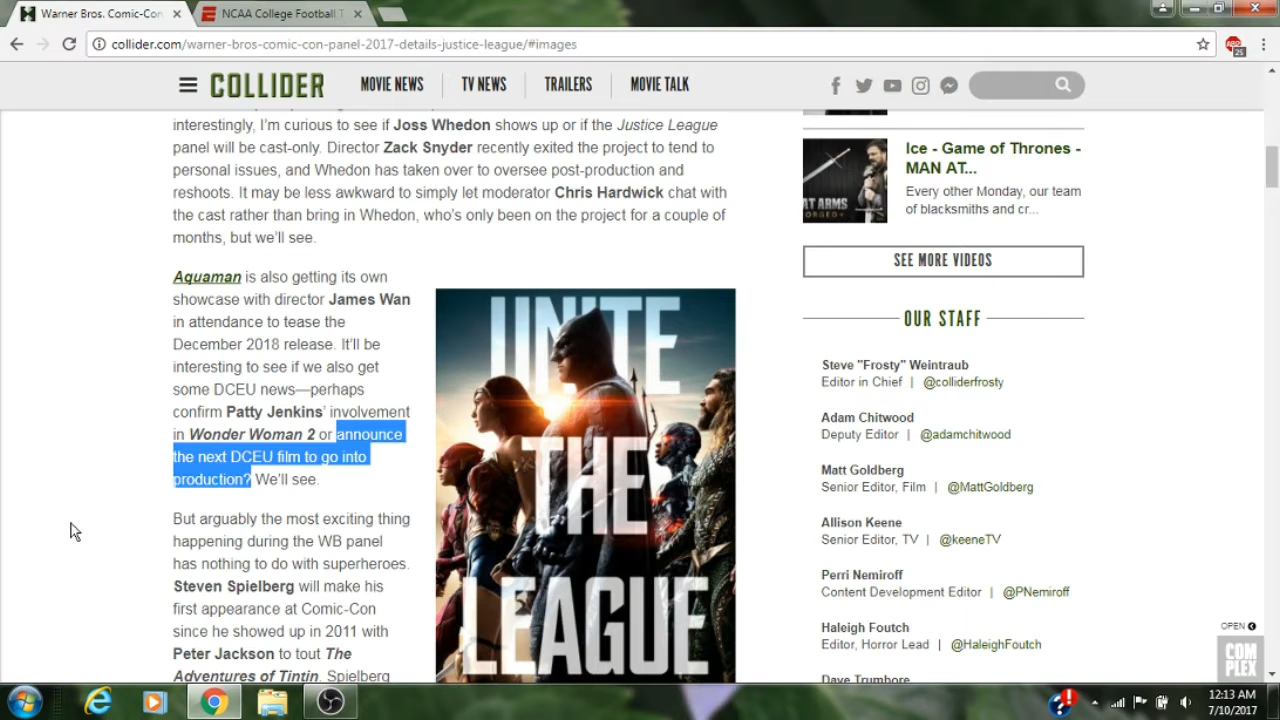 Warner Bros. Comic-Con
NCAA College Football T
collider.com/warner-bros-comic-con-panel-2017-details-justice-league/#images
ABP
25
COLLIDER
MOVIE NEWS
TV NEWS
TRAILERS
MOVIE TALK
interestingly, I'm curious to see if Joss Whedon shows up or if the Justice League
panel will be cast-only. Director Zack Snyder recently exited the project to tend to
personal issues, and Whedon has taken over to oversee post-production and
reshoots. It may be less awkward to simply let moderator Chris Hardwick chat with
the cast rather than bring in Whedon, who's only been on the project for a couple of
months, but we'll see.
Aquaman is also getting its own
showcase with director James Wan
in attendance to tease the
December 2018 release. It'll be
interesting to see if we also get
some DCEU news—perhaps
confirm Patty Jenkins' involvement
in Wonder Woman 2 or announce
the next DCEU film to go into
production? We'll see.
But arguably the most exciting thing
happening during the WB panel
has nothing to do with superheroes.
Steven Spielberg will make his
first appearance at Comic-Con
since he showed up in 2011 with
Peter Jackson to tout The
Adventures of Tintin. Spielberg
UNITE
THE
LEAGUE
AT ARMS
Ice - Game of Thrones -
MAN AT...
Every other Monday, our team
of blacksmiths and cr...
SEE MORE VIDEOS
OUR STAFF
Steve "Frosty" Weintraub
Editor in Chief | @colliderfrosty
Adam Chitwood
Deputy Editor | @adamchitwood
Matt Goldberg
Senior Editor, Film | @MattGoldberg
Allison Keene
Senior Editor, TV | @keeneTV
Perri Nemiroff
Content Development Editor | @PNemiroff
Haleigh Foutch
Editor, Horror Lead | @HaleighFoutch
Dave Trumbore
OPEN
COM
PLEX
12:13 AM
7/10/2017